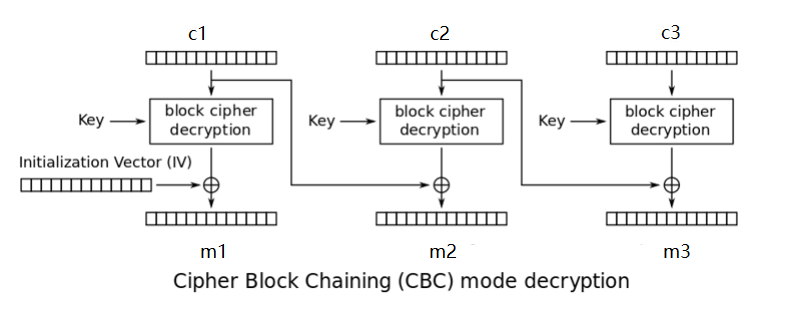 c1 c2 c3
Key block cipher decryption Key block cipher decryption Key block cipher decryption
Initialization Vector (IV)
m1 m2 m3
Cipher Block Chaining (CBC) mode decryption